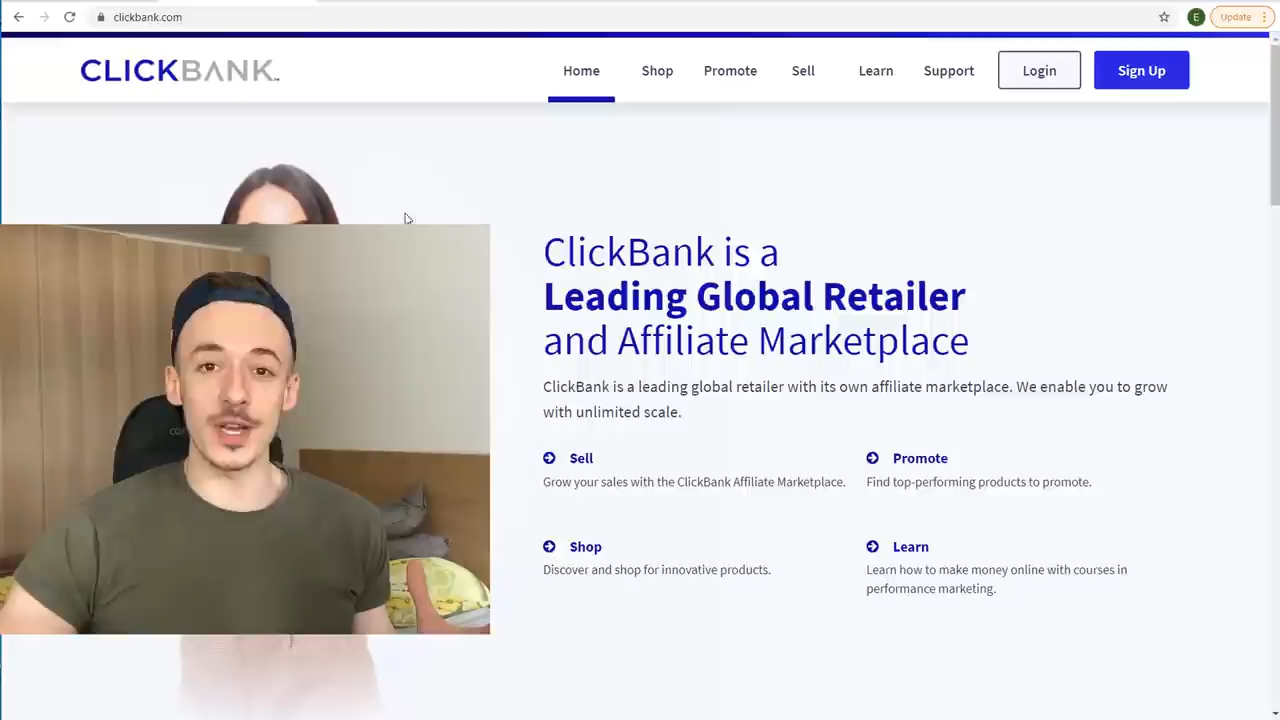 clickbank.com
E
Update
CLICKBANK
Home
Shop
Promote
Sell
Learn
Support
Login
Sign Up
ClickBank is a
Leading Global Retailer
and Affiliate Marketplace
ClickBank is a leading global retailer with its own affiliate marketplace. We enable you to grow
with unlimited scale.
Sell
Grow your sales with the ClickBank Affiliate Marketplace.
Promote
Find top-performing products to promote.
Shop
Discover and shop for innovative products.
Learn
Learn how to make money online with courses in
performance marketing.